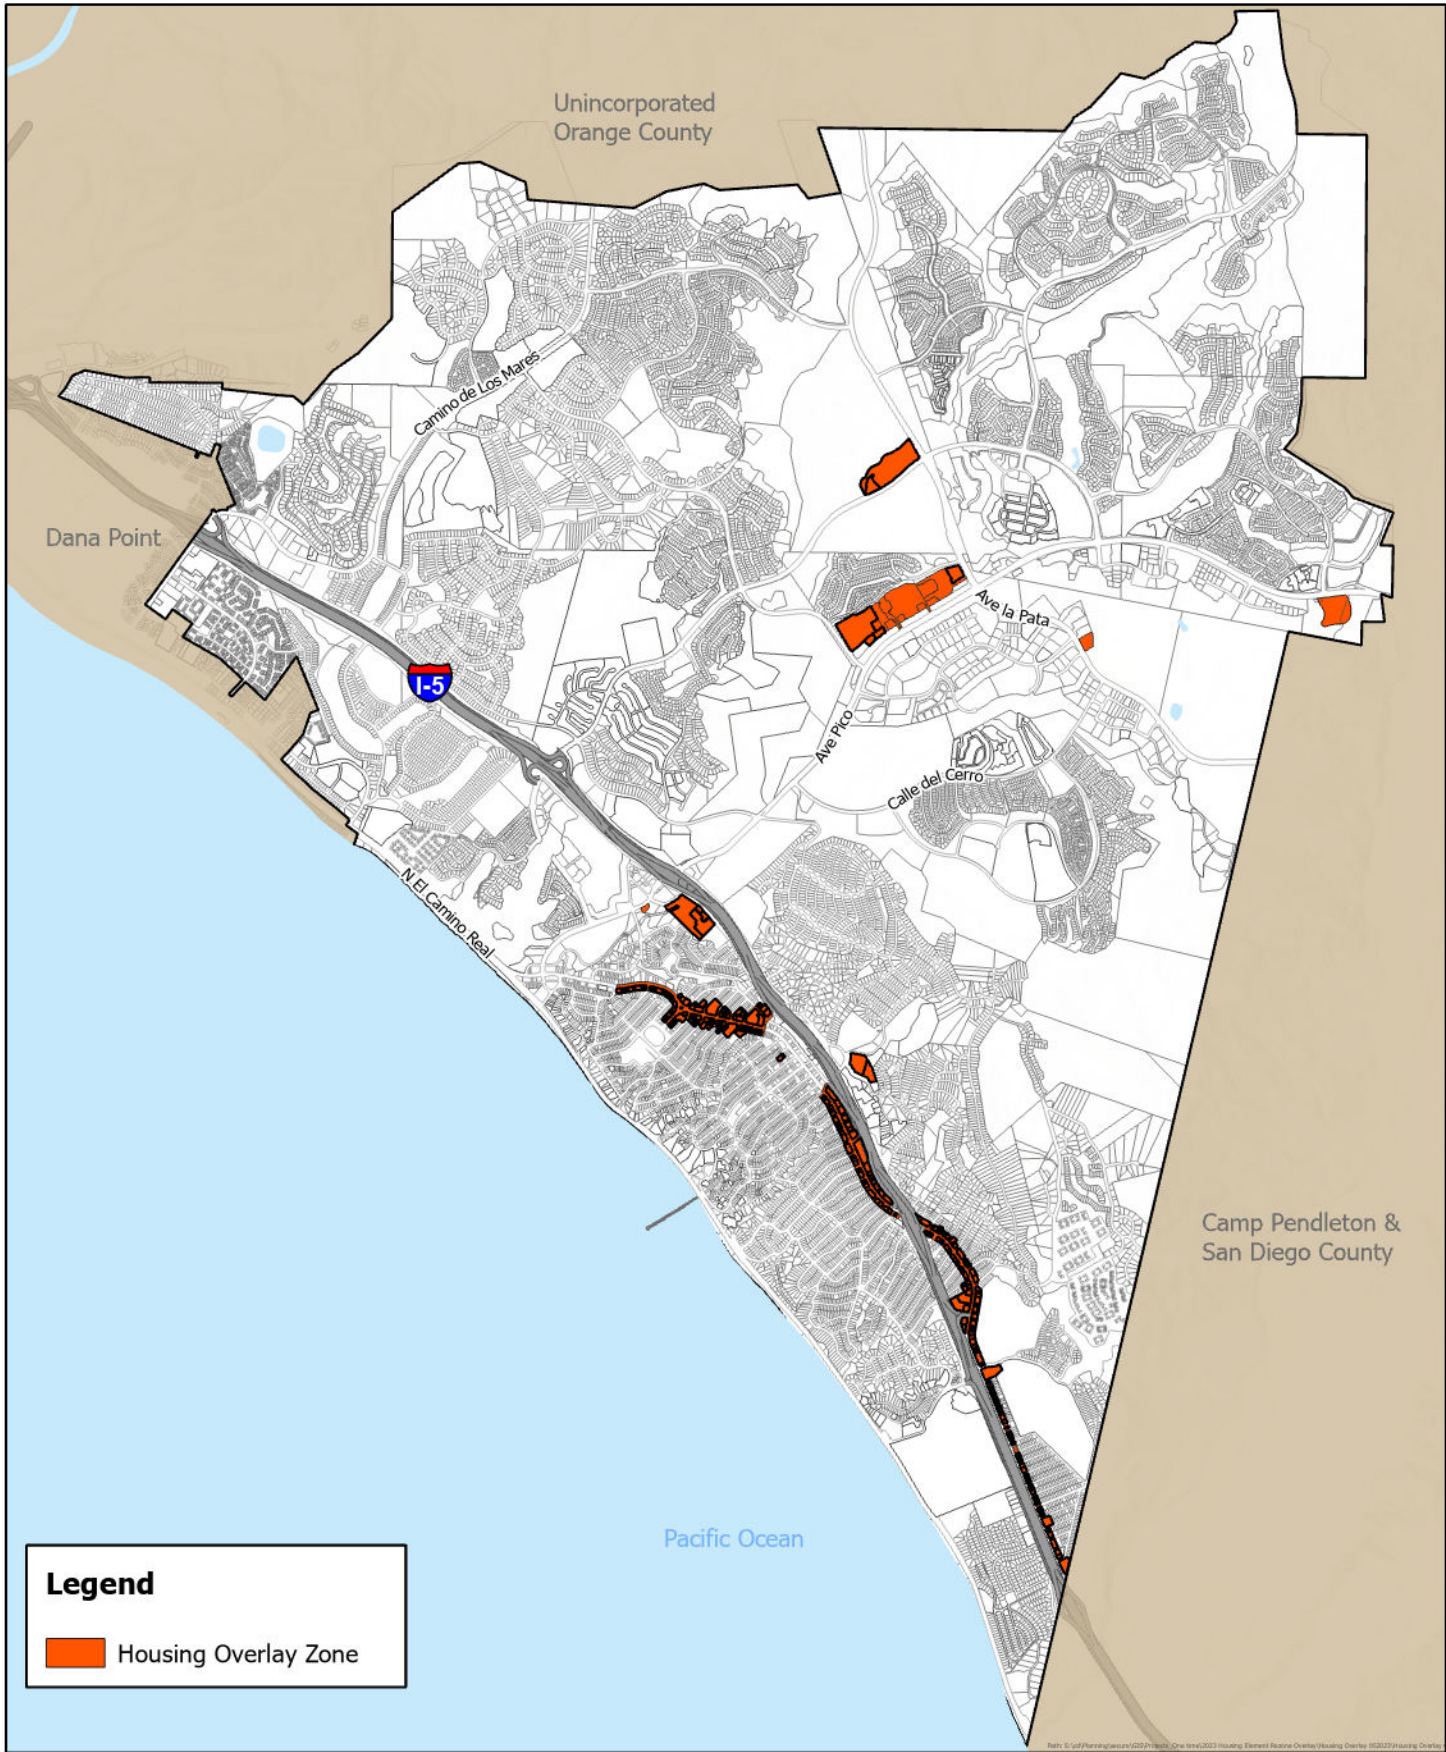 Unincorporated
Orange County
Camino de Los Mares
Dana Point
Ave la Pata
I-5
Ave Pico
Calle del Cerro
N El Camino Real
Camp Pendleton &
San Diego County
Pacific Ocean
Legend
Housing Overlay Zone